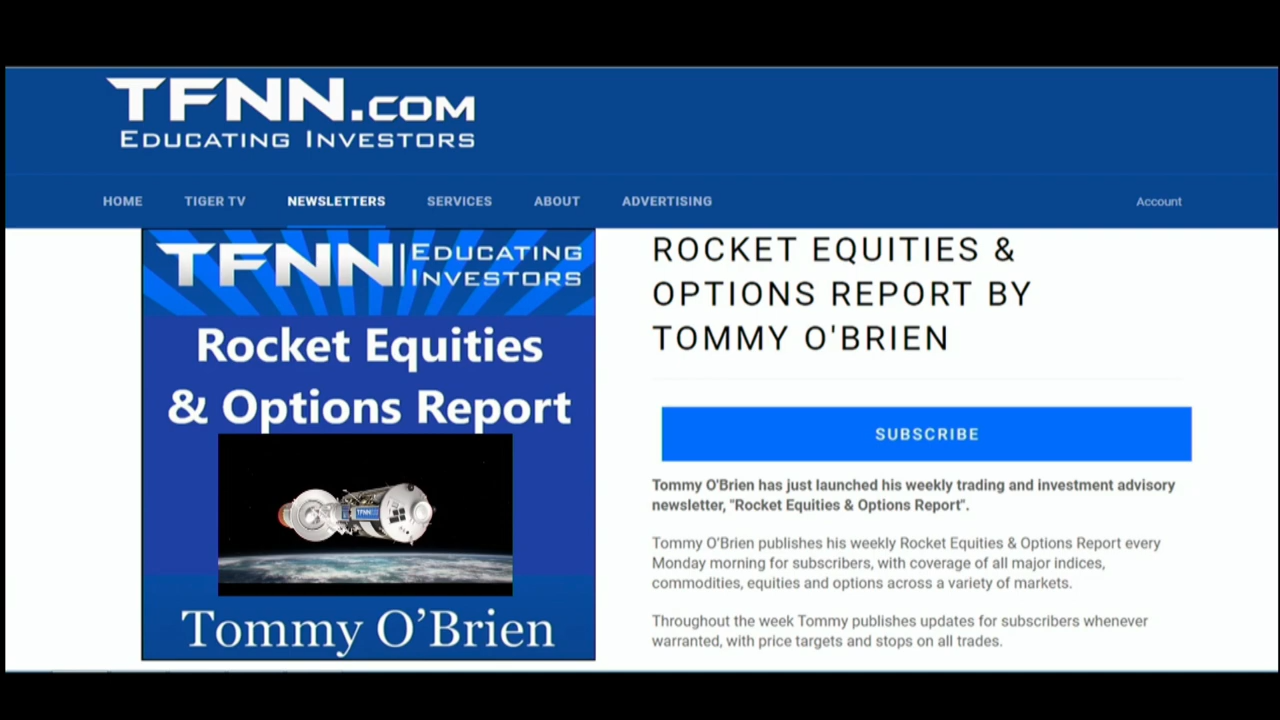 TFNN.COM
EDUCATING INVESTORS
HOME TIGER TV NEWSLETTERS SERVICES ABOUT ADVERTISING Account
TFNN | EDUCATING
INVESTORS
Rocket Equities
& Options Report
TFNN
Tommy O’Brien
ROCKET EQUITIES &
OPTIONS REPORT BY
TOMMY O'BRIEN
SUBSCRIBE
Tommy O'Brien has just launched his weekly trading and investment advisory
newsletter, "Rocket Equities & Options Report".
Tommy O’Brien publishes his weekly Rocket Equities & Options Report every
Monday morning for subscribers, with coverage of all major indices,
commodities, equities and options across a variety of markets.
Throughout the week Tommy publishes updates for subscribers whenever
warranted, with price targets and stops on all trades.